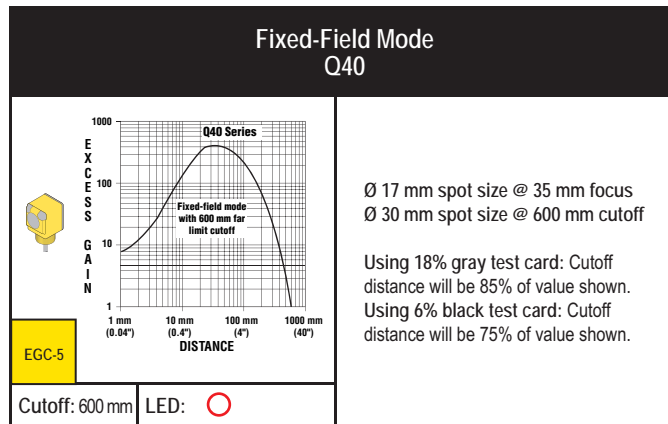 Fixed-Field Mode
Q40
EXCESS GAIN
1000
100
10
1
Q40 Series
Fixed-field mode
with 600 mm far
limit cutoff
1 mm
(0.04")
10 mm
(0.4")
100 mm
(4")
1000 mm
(40")
DISTANCE
EGC-5
Cutoff: 600 mm
LED:
Ø 17 mm spot size @ 35 mm focus
Ø 30 mm spot size @ 600 mm cutoff
Using 18% gray test card: Cutoff
distance will be 85% of value shown.
Using 6% black test card: Cutoff
distance will be 75% of value shown.